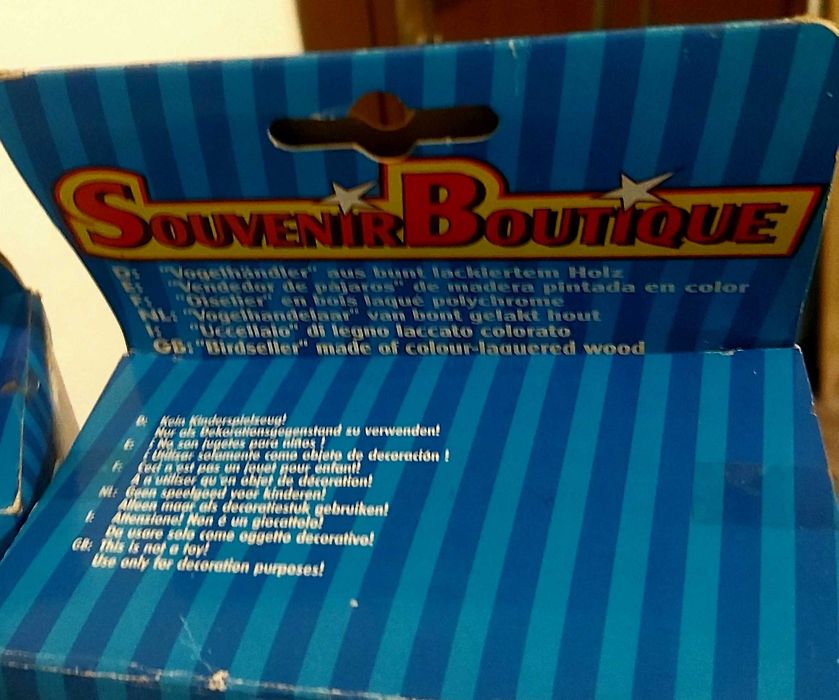 SOUVENIR BOUTIQUE
D: "Vogelhändler" aus bunt lackiertem Holz
E: "Vendedor de pájaros" de madera pintada en color
F: "Oiselier" en bois laqué polychrome
NL: "Vogelhandelaar" van bont gelakt hout
I: "Uccellaio" di legno laccato colorato
GB: "Birdseller" made of colour-laquered wood
D: Kein Kinderspielzeug!
Nur als Dekorationsgegenstand zu verwenden!
E: ¡ No son jugetes para niños !
¡ Utilizar solamente como objeto de decoración !
F: Ceci n'est pas un jouet pour enfant!
A n'utiliser qu'en objet de décoration!
NL: Geen speelgoed voor kinderen!
Alleen maar als decoratiestuk gebruiken!
I: Attenzione! Non é un giocattolo!
Da usare solo come oggetto decorativo!
GB: This is not a toy!
Use only for decoration purposes!